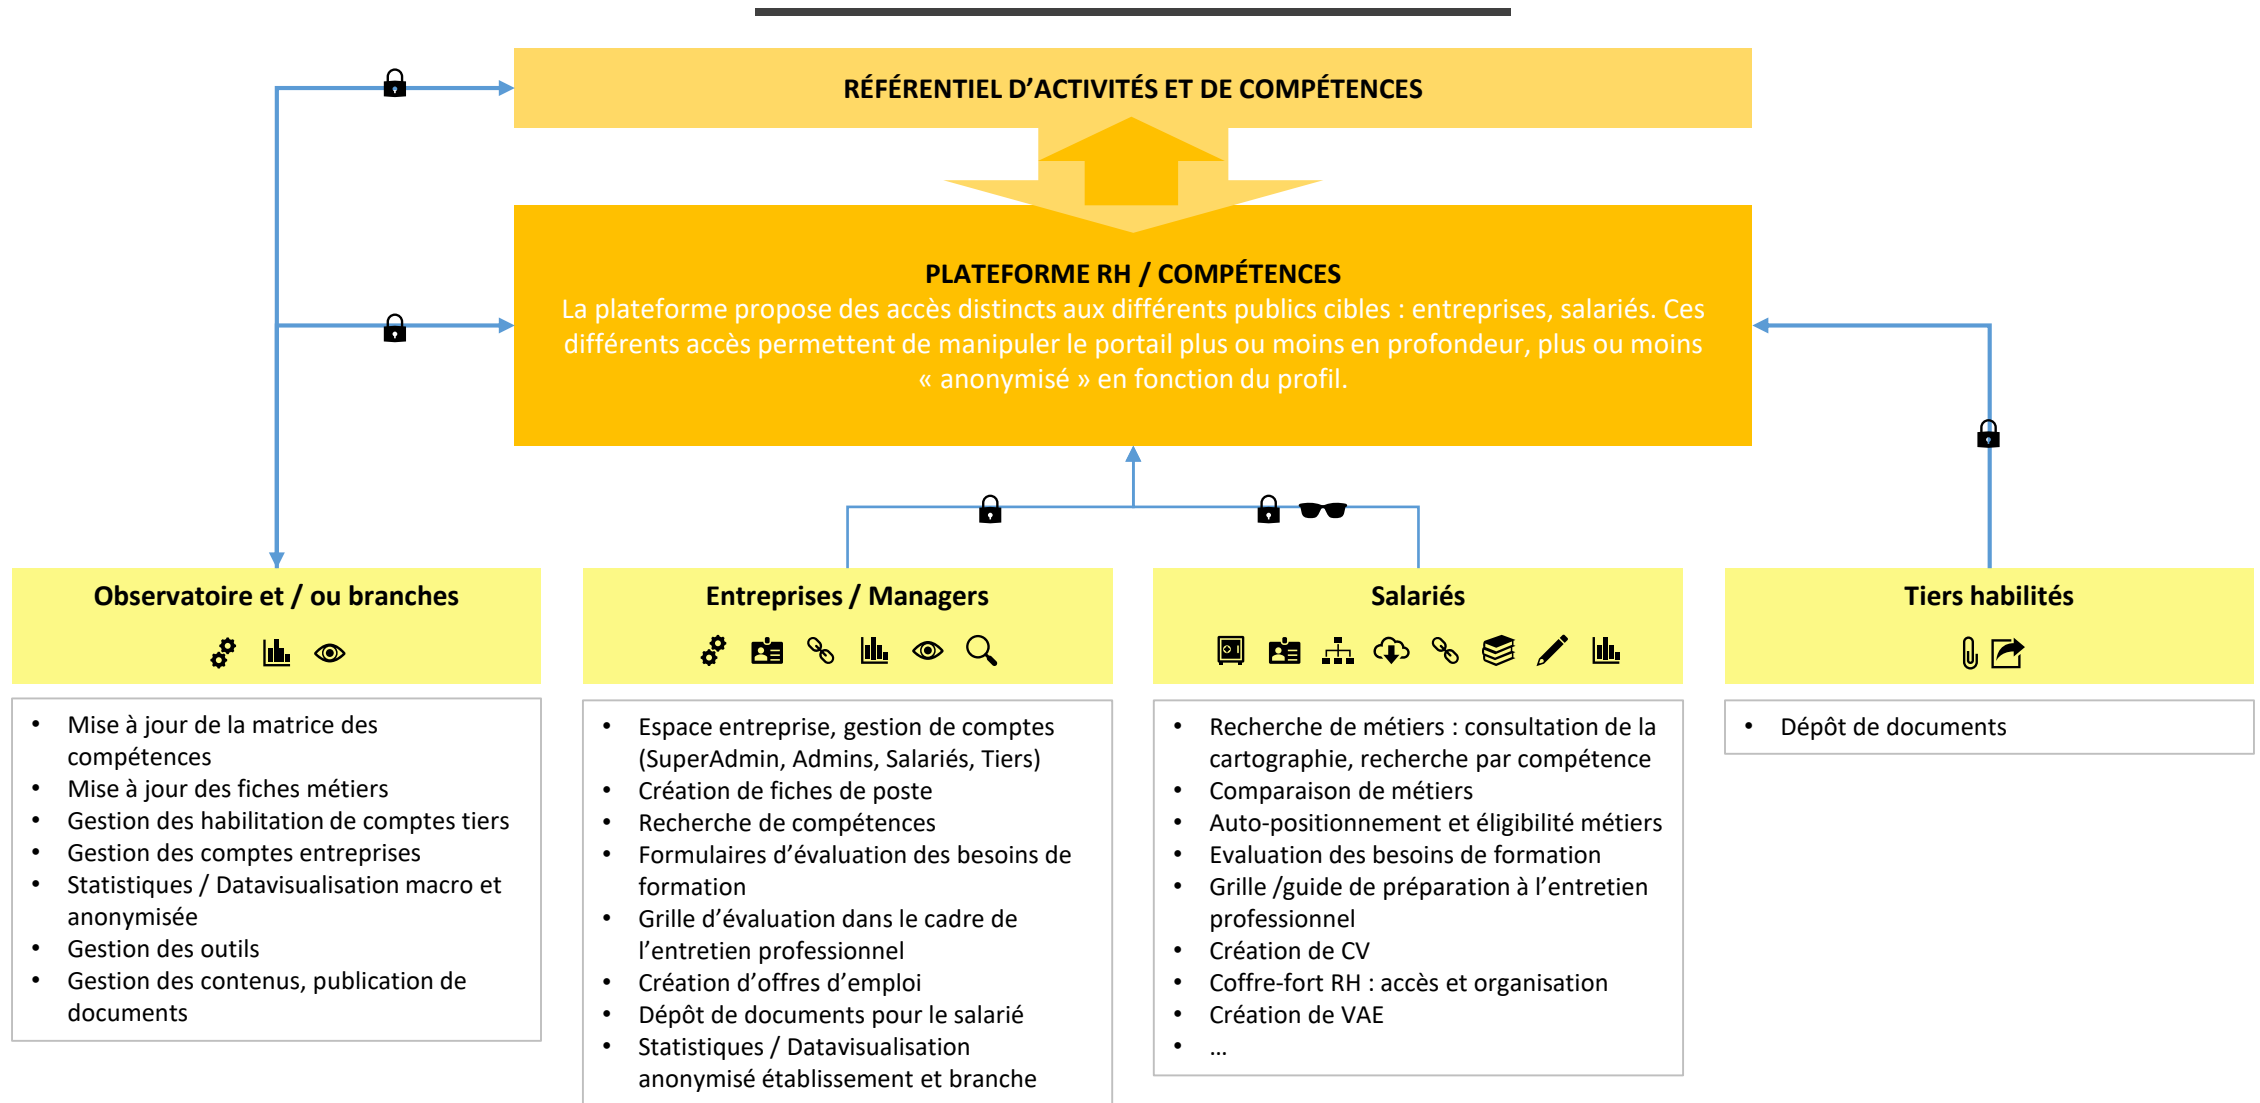 RÉFÉRENTIEL D’ACTIVITÉS ET DE COMPÉTENCES
PLATEFORME RH / COMPÉTENCES
La plateforme propose des accès distincts aux différents publics cibles : entreprises, salariés. Ces
différents accès permettent de manipuler le portail plus ou moins en profondeur, plus ou moins
« anonymisé » en fonction du profil.
Observatoire et / ou branches
• Mise à jour de la matrice des
compétences
• Mise à jour des fiches métiers
• Gestion des habilitation de comptes tiers
• Gestion des comptes entreprises
• Statistiques / Datavisualisation macro et
anonymisée
• Gestion des outils
• Gestion des contenus, publication de
documents
Entreprises / Managers
• Espace entreprise, gestion de comptes
(SuperAdmin, Admins, Salariés, Tiers)
• Création de fiches de poste
• Recherche de compétences
• Formulaires d’évaluation des besoins de
formation
• Grille d’évaluation dans le cadre de
l’entretien professionnel
• Création d’offres d’emploi
• Dépôt de documents pour le salarié
• Statistiques / Datavisualisation
anonymisé établissement et branche
Salariés
• Recherche de métiers : consultation de la
cartographie, recherche par compétence
• Comparaison de métiers
• Auto-positionnement et éligibilité métiers
• Evaluation des besoins de formation
• Grille /guide de préparation à l’entretien
professionnel
• Création de CV
• Coffre-fort RH : accès et organisation
• Création de VAE
• …
Tiers habilités
• Dépôt de documents